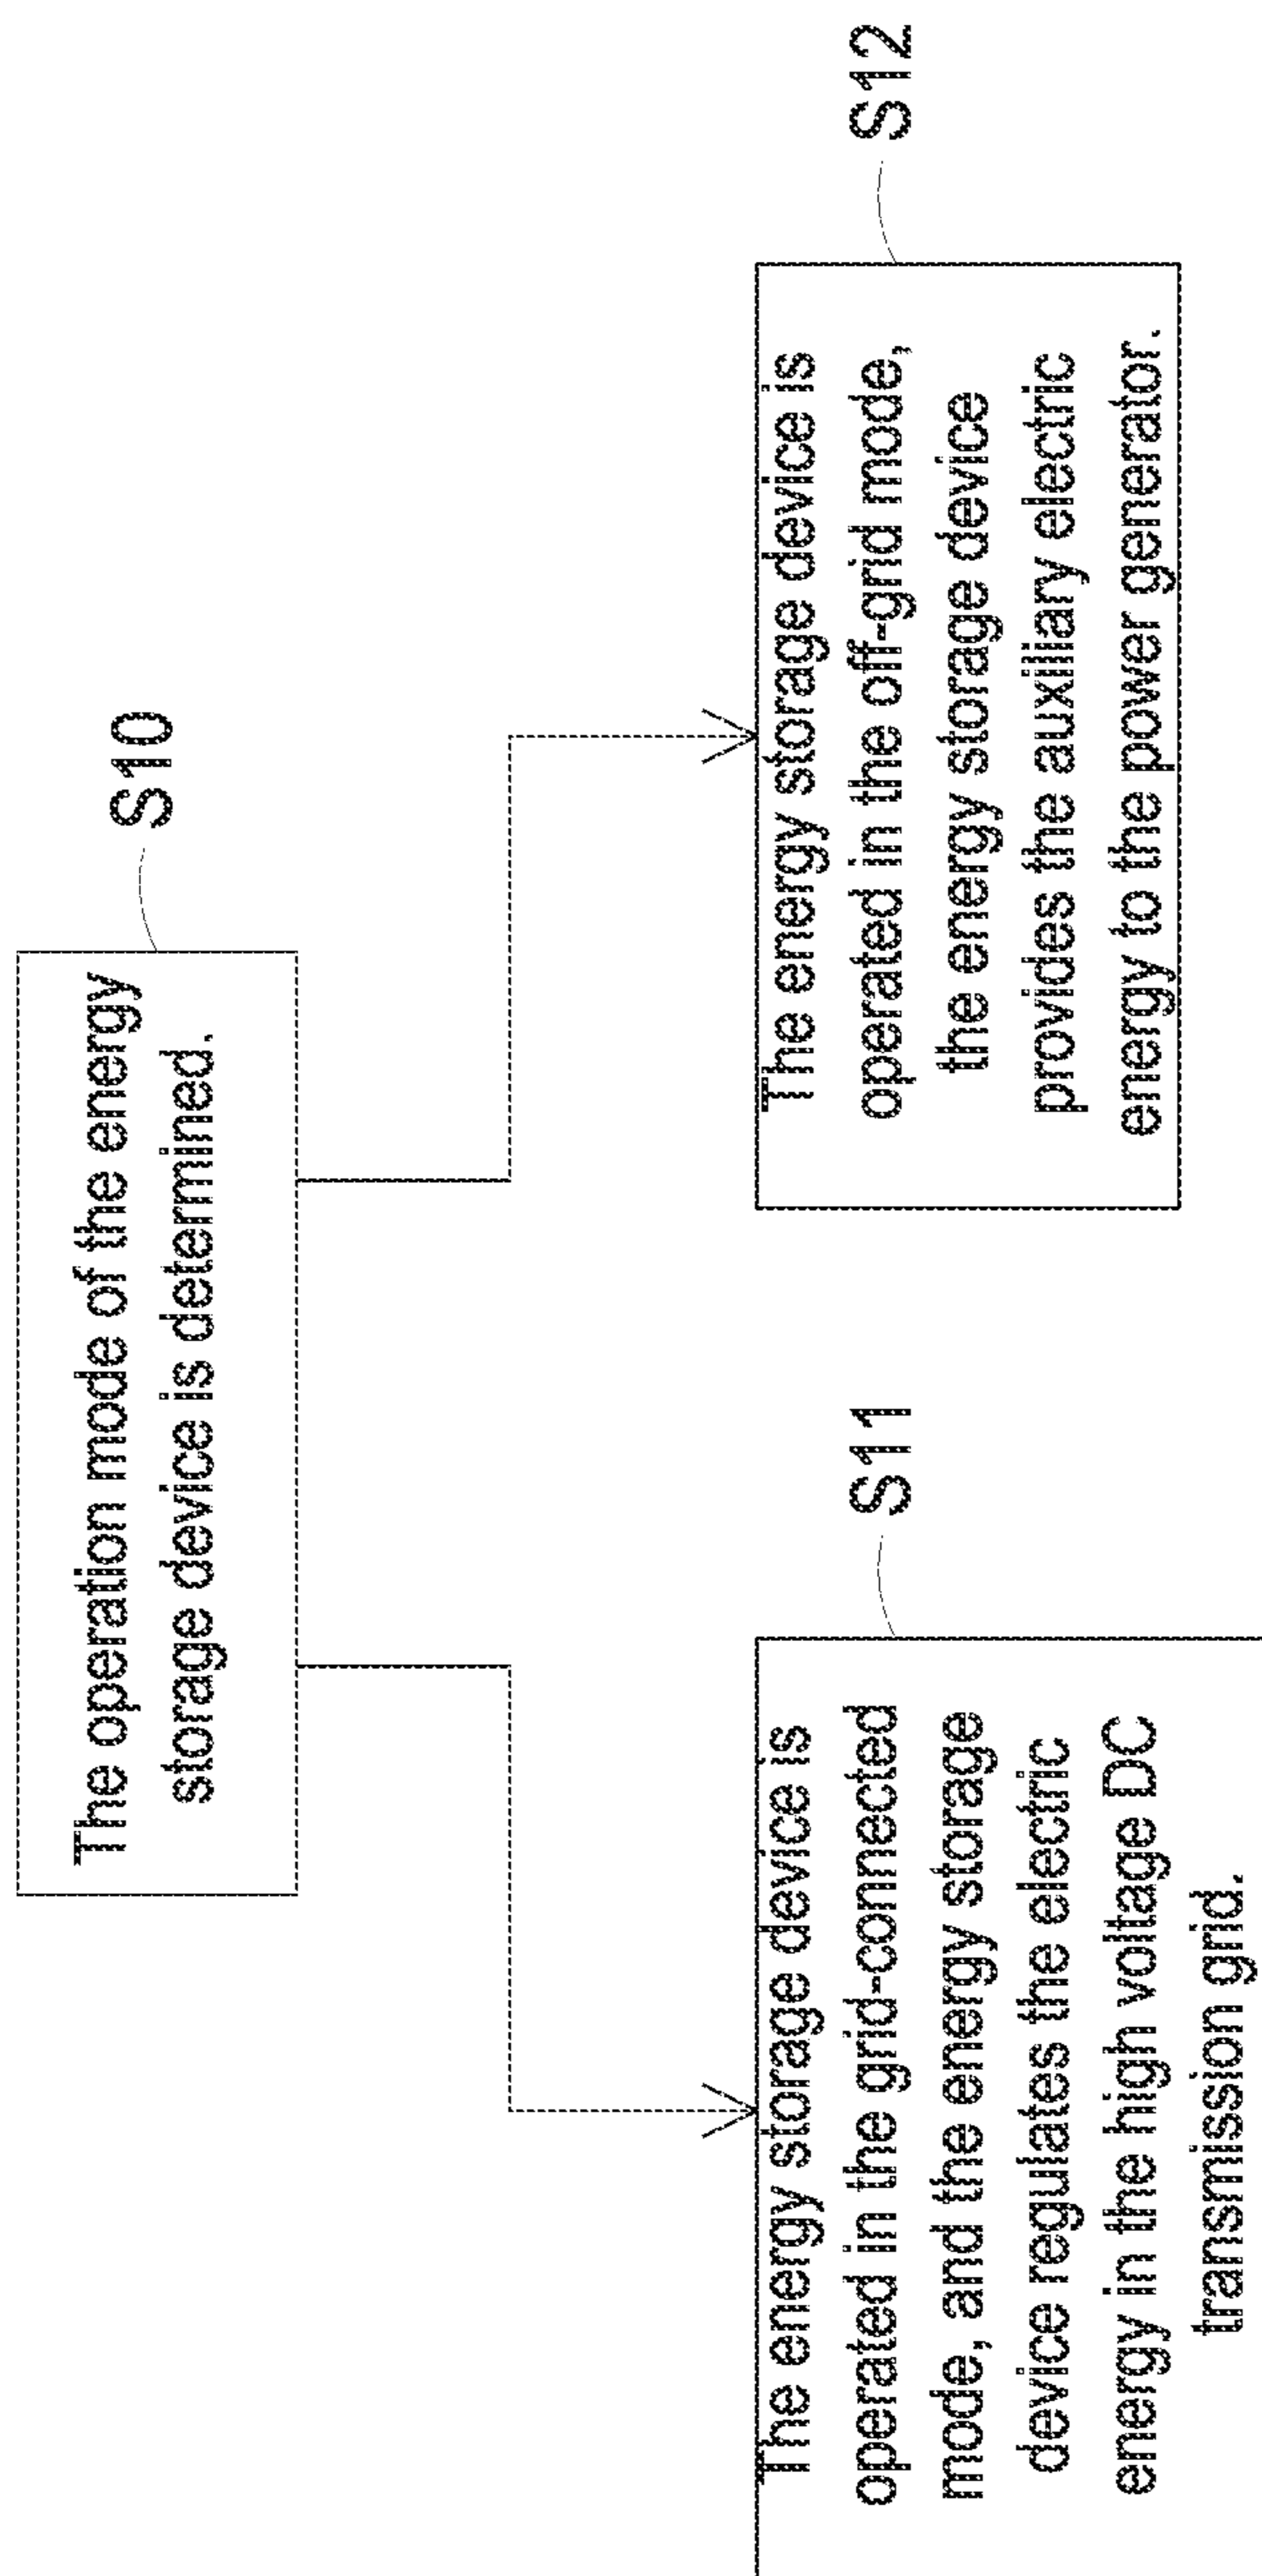 The operation mode of the energy
storage device is determined.
S10
The energy storage device is
operated in the grid-connected
mode, and the energy storage
device regulates the electric
energy in the high voltage DC
transmission grid.
S11
The energy storage device is
operated in the off-grid mode,
the energy storage device
provides the auxiliary electric
energy to the power generator.
S12